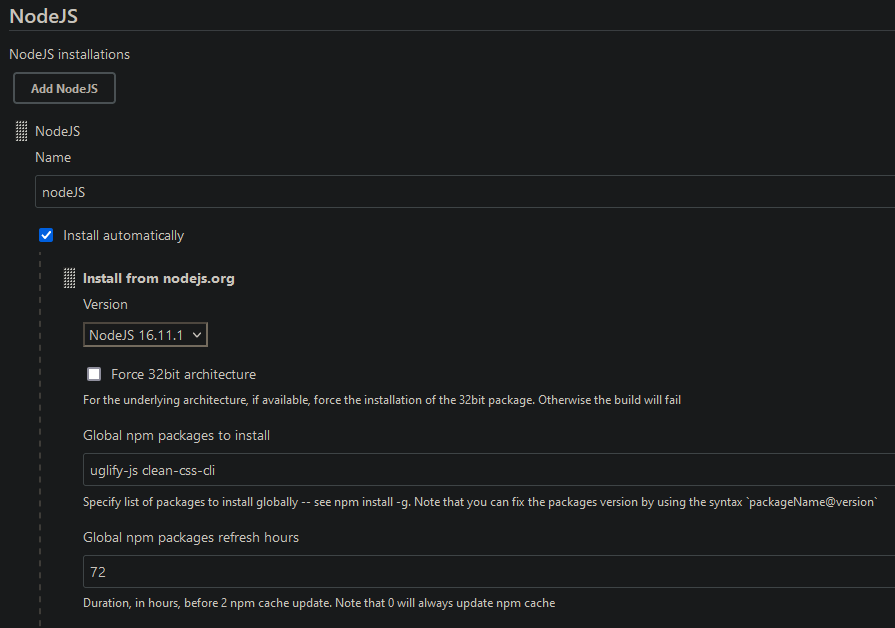 NodeJS
NodeJS installations
Add NodeJS
NodeJS
Name
nodeJS
Install automatically
Install from nodejs.org
Version
NodeJS 16.11.1
Force 32bit architecture
For the underlying architecture, if available, force the installation of the 32bit package. Otherwise the build will fail
Global npm packages to install
uglify-js clean-css-cli
Specify list of packages to install globally -- see npm install -g. Note that you can fix the packages version by using the syntax `packageName@version`
Global npm packages refresh hours
72
Duration, in hours, before 2 npm cache update. Note that 0 will always update npm cache